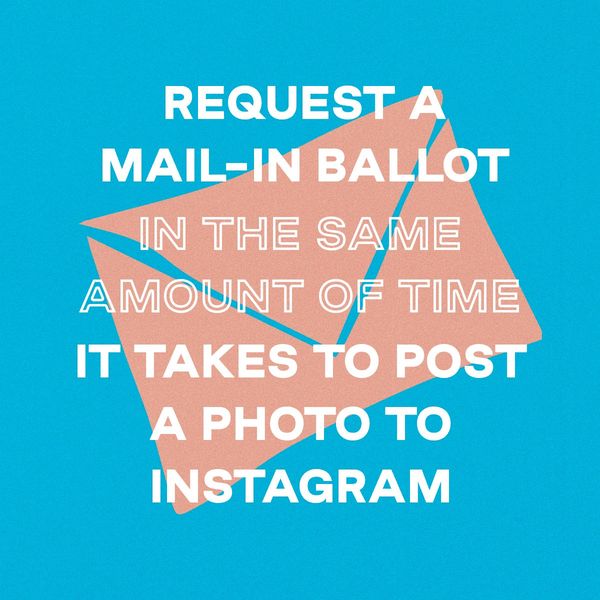 REQUEST A
MAIL-IN BALLOT
IN THE SAME
AMOUNT OF TIME
IT TAKES TO POST
A PHOTO TO
INSTAGRAM